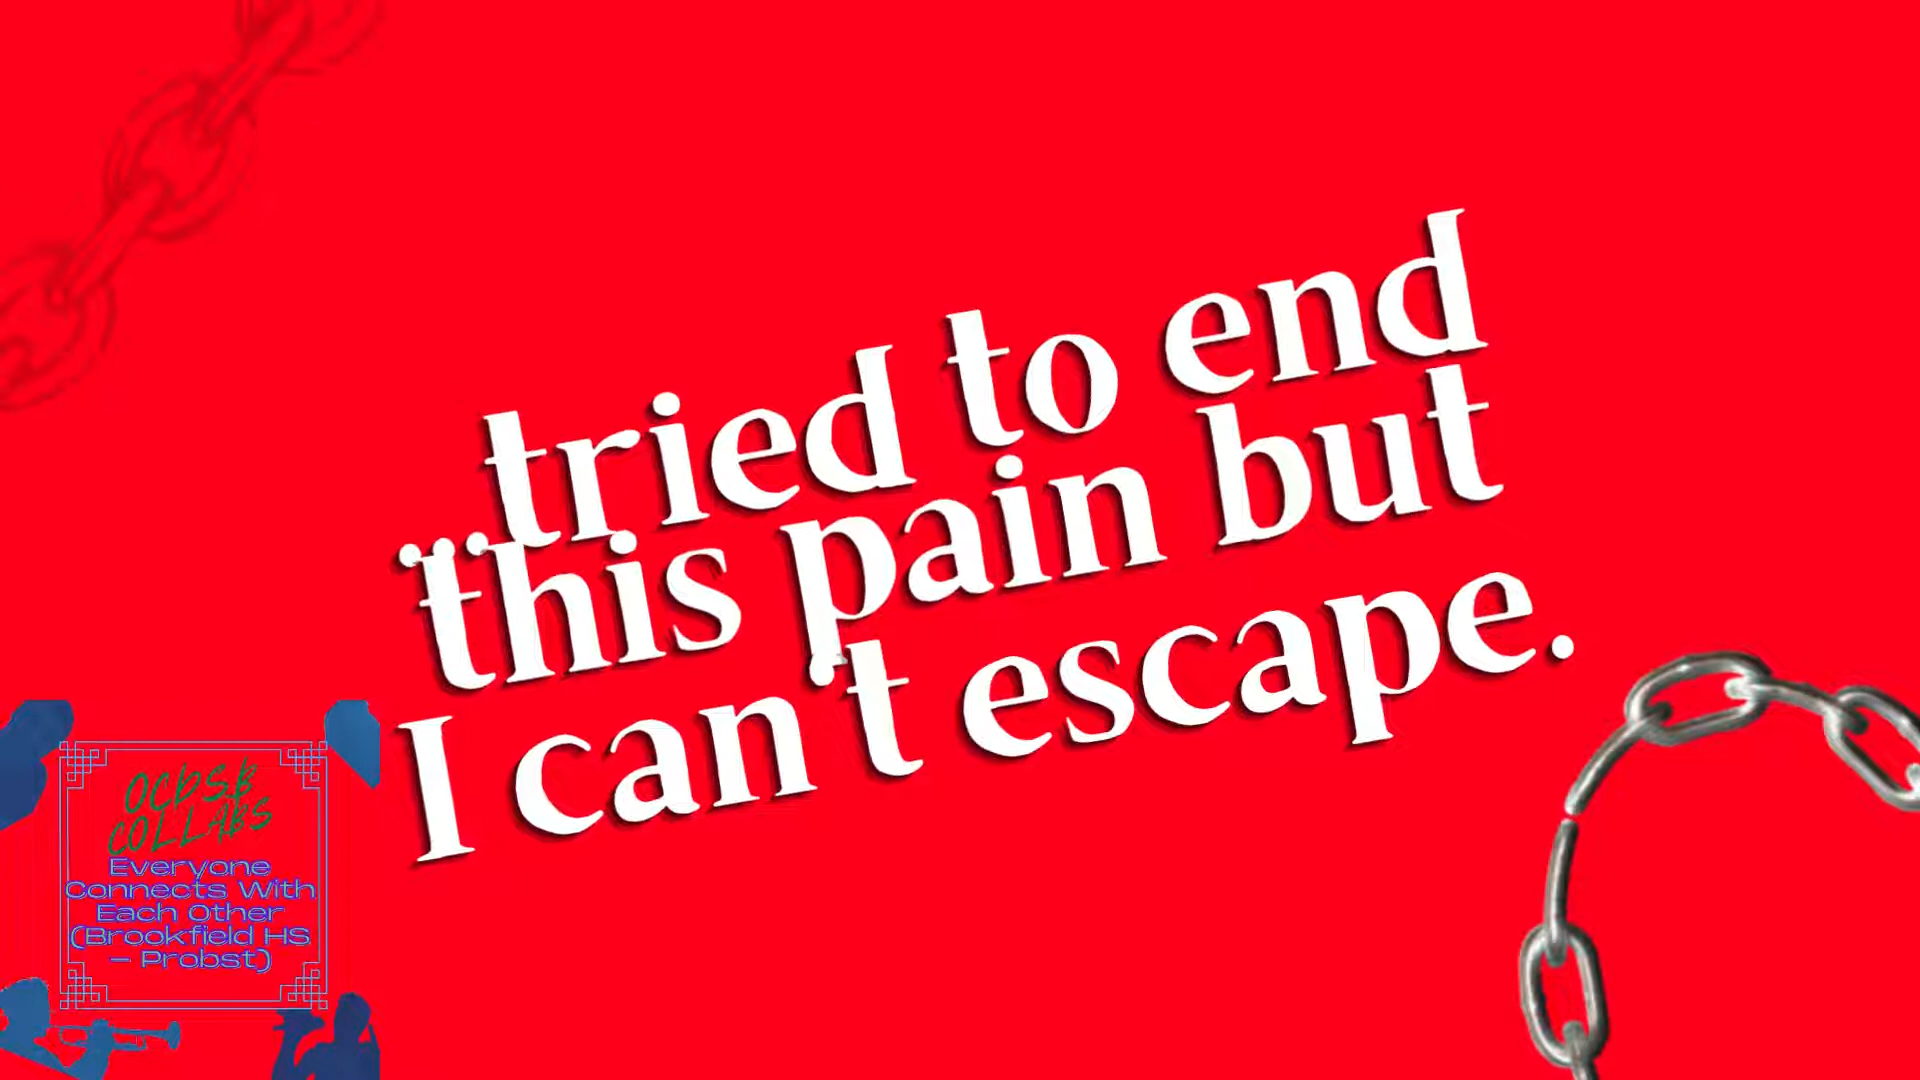 ...tried to end
this pain but
I can't escape.
OCDSB
COLLABS
Everyone
Connects With
Each Other
(Brookfield HS
– Probst)